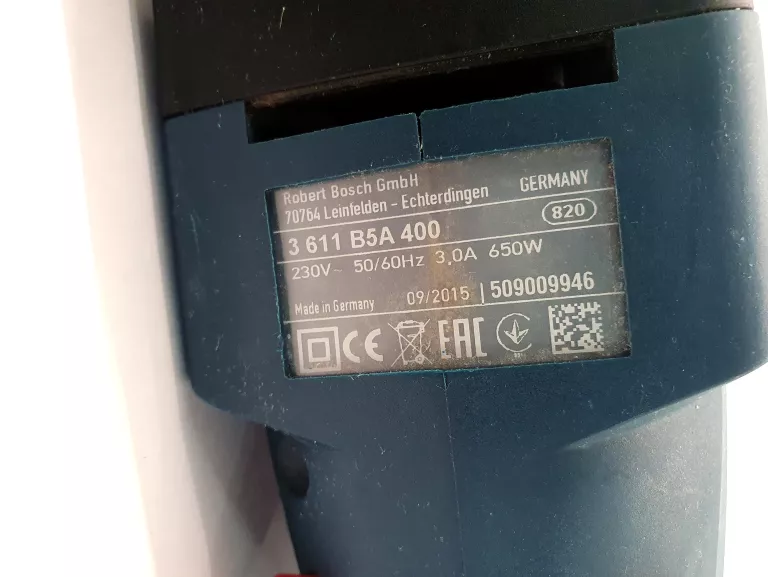 Robert Bosch GmbH
70764 Leinfelden - Echterdingen GERMANY
3 611 B5A 400 820
230V~ 50/60Hz 3,0A 650W
Made in Germany 09/2015 | 509009946
CE EAC